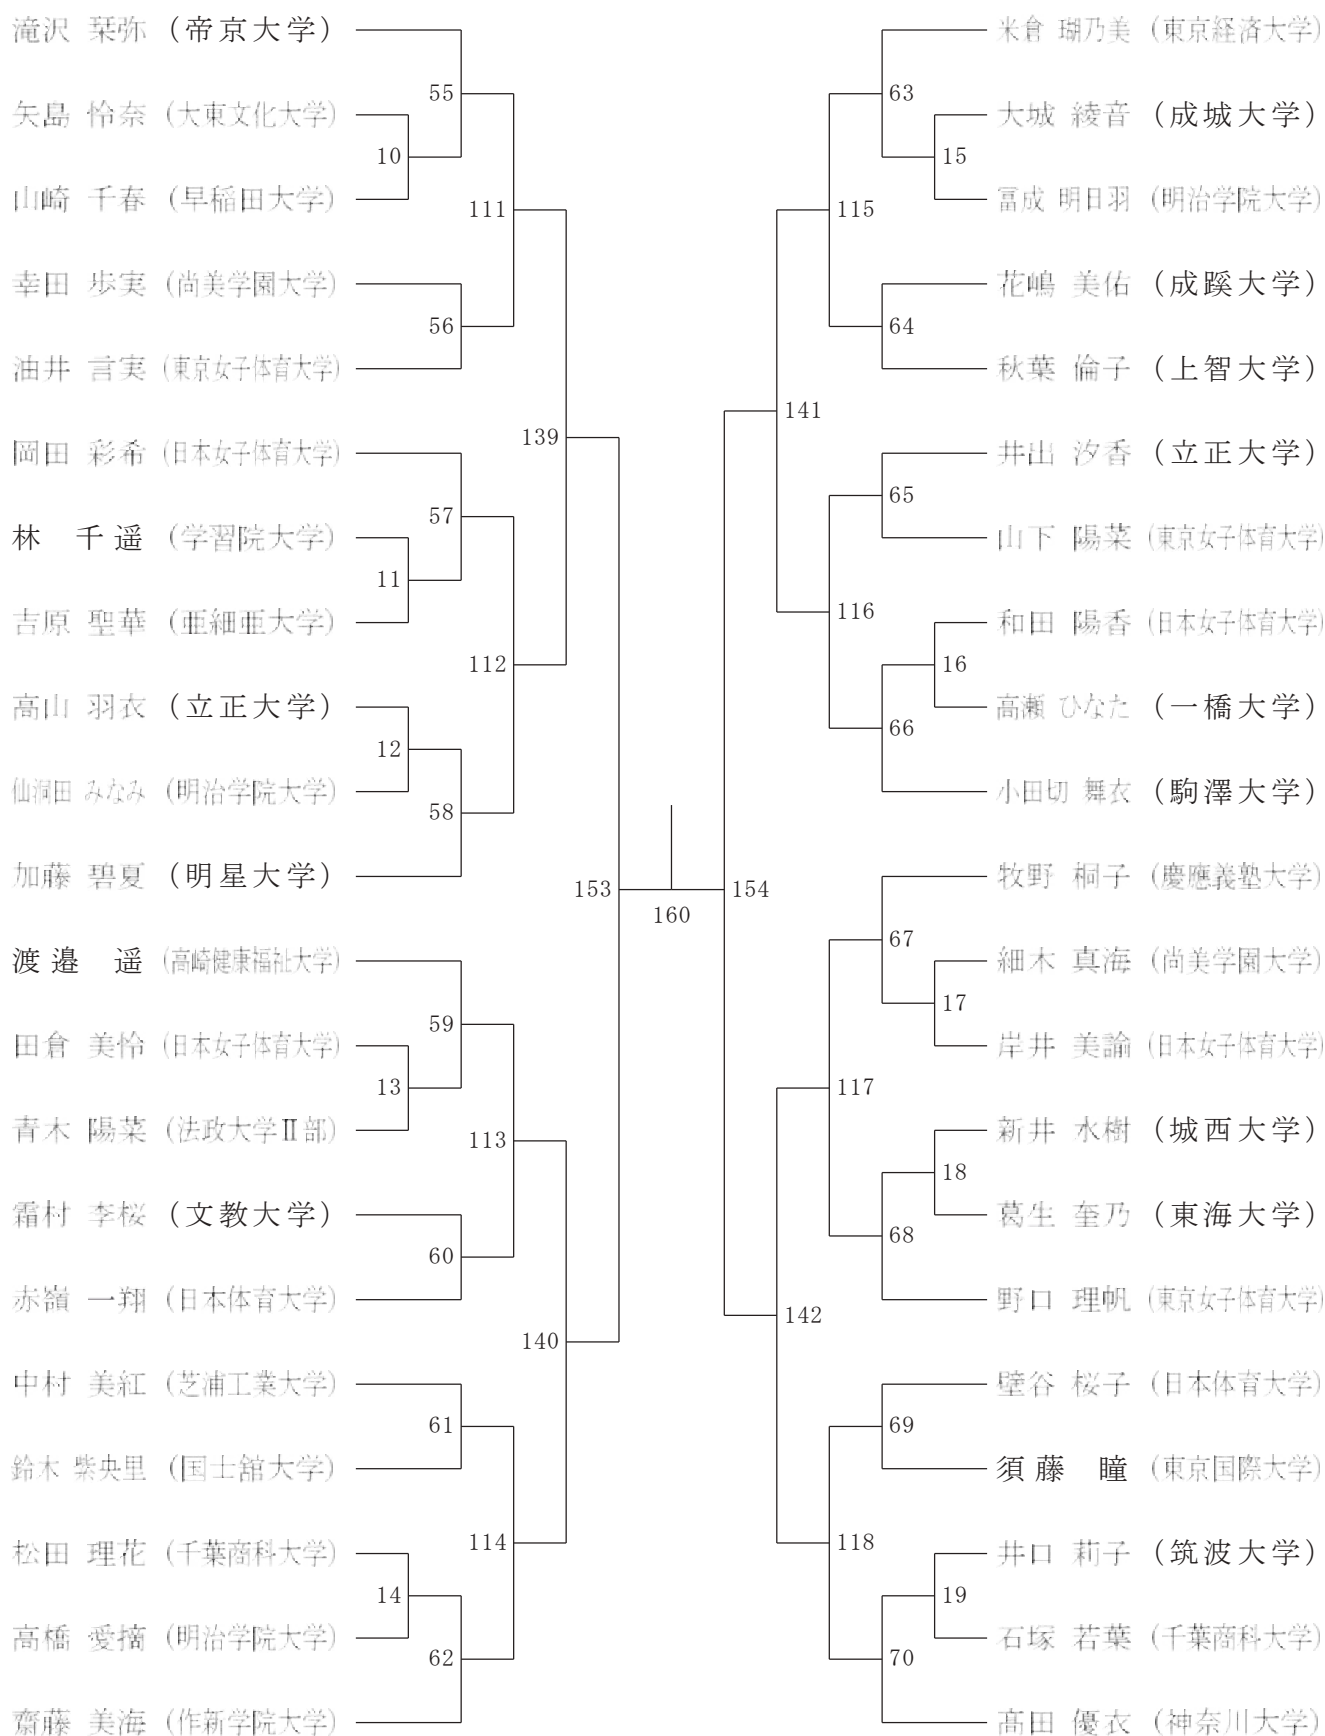 滝沢 栞弥 (帝京大学)
矢島 怜奈 (大東文化大学)
山崎 千春 (早稲田大学)
幸田 歩実 (尚美学園大学)
油井 言実 (東京女子体育大学)
岡田 彩希 (日本女子体育大学)
林 千遥 (学習院大学)
吉原 聖華 (亜細亜大学)
高山 羽衣 (立正大学)
仙洞田 みなみ (明治学院大学)
加藤 碧夏 (明星大学)
渡邉 遥 (高崎健康福祉大学)
田倉 美怜 (日本女子体育大学)
青木 陽菜 (法政大学Ⅱ部)
霜村 李桜 (文教大学)
赤嶺 一翔 (日本体育大学)
中村 美紅 (芝浦工業大学)
鈴木 紫央里 (国士舘大学)
松田 理花 (千葉商科大学)
高橋 愛摘 (明治学院大学)
齋藤 美海 (作新学院大学)
55
10
111
56
139
57
11
112
12
58
153
59
13
113
60
140
61
114
14
62
160
63
15
115
64
141
65
116
16
66
154
67
17
117
18
68
142
69
118
19
70
米倉 瑚乃美 (東京経済大学)
大城 綾音 (成城大学)
冨成 明日羽 (明治学院大学)
花嶋 美佑 (成蹊大学)
秋葉 倫子 (上智大学)
井出 汐香 (立正大学)
山下 陽菜 (東京女子体育大学)
和田 陽香 (日本女子体育大学)
高瀬 ひなた (一橋大学)
小田切 舞衣 (駒澤大学)
牧野 桐子 (慶應義塾大学)
細木 真海 (尚美学園大学)
岸井 美諭 (日本女子体育大学)
新井 水樹 (城西大学)
葛生 奎乃 (東海大学)
野口 理帆 (東京女子体育大学)
壁谷 桜子 (日本体育大学)
須藤 瞳 (東京国際大学)
井口 莉子 (筑波大学)
石塚 若葉 (千葉商科大学)
髙田 優衣 (神奈川大学)